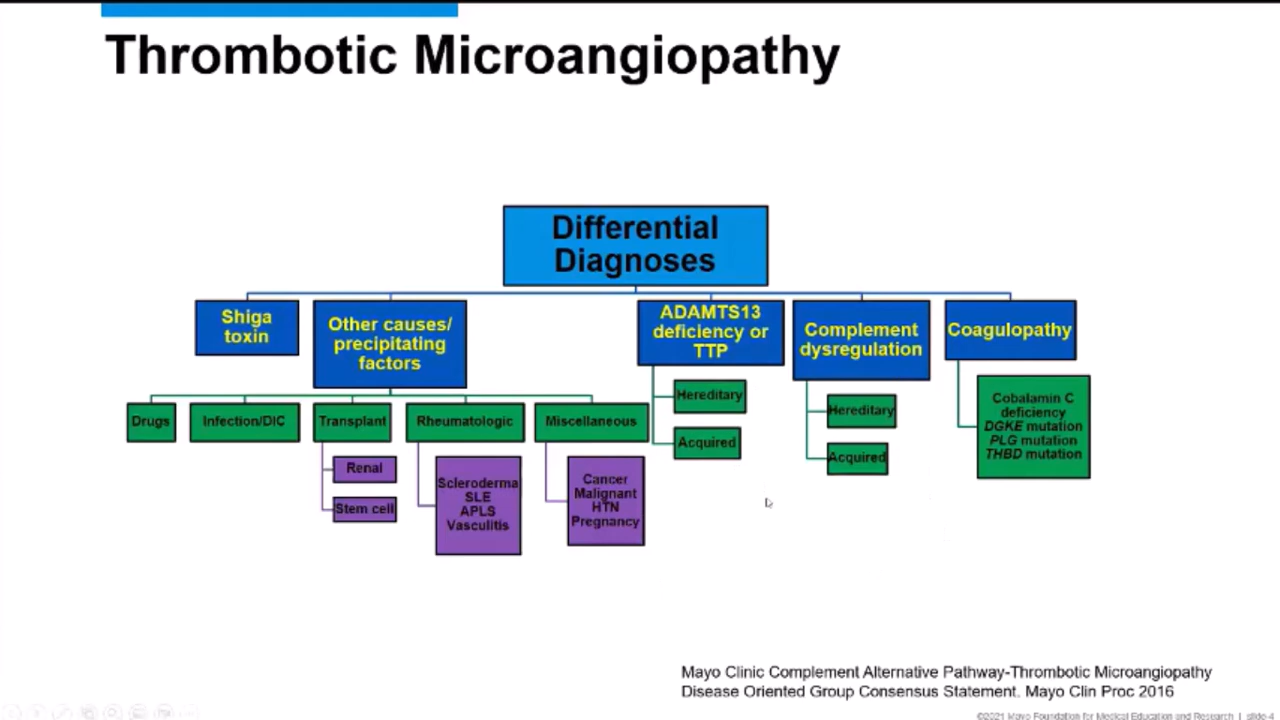 Thrombotic Microangiopathy
Differential
Diagnoses
Shiga
toxin
Other causes/
precipitating
factors
ADAMTS13
deficiency or
TTP
Complement
dysregulation
Coagulopathy
Drugs
Infection/DIC
Transplant
Rheumatologic
Miscellaneous
Renal
Stem cell
Scleroderma
SLE
APLS
Vasculitis
Cancer
Malignant
HTN
Pregnancy
Hereditary
Acquired
Hereditary
Acquired
Cobalamin C
deficiency
DGKE mutation
PLG mutation
THBD mutation
Mayo Clinic Complement Alternative Pathway-Thrombotic Microangiopathy
Disease Oriented Group Consensus Statement. Mayo Clin Proc 2016
©2021 Mayo Foundation for Medical Education and Research | slide-4